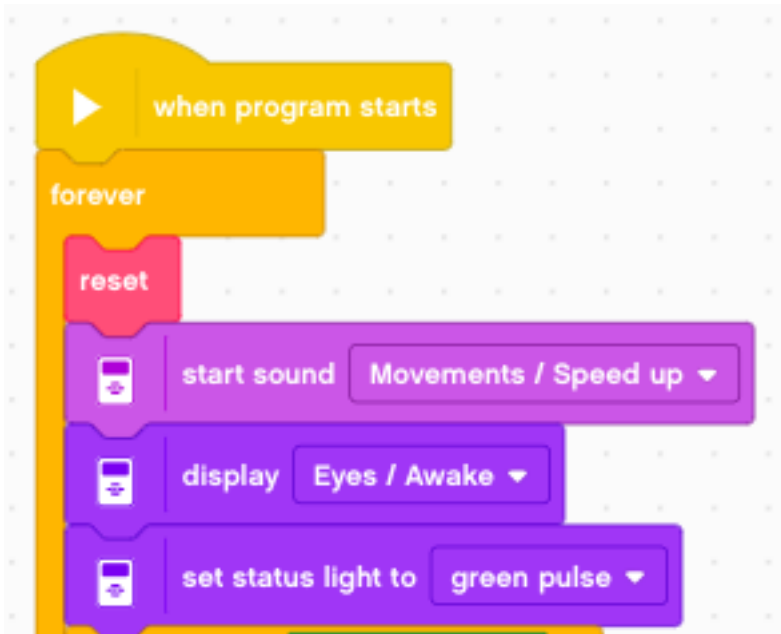 when program starts
forever
reset
start sound Movements / Speed up
display Eyes / Awake
set status light to green pulse